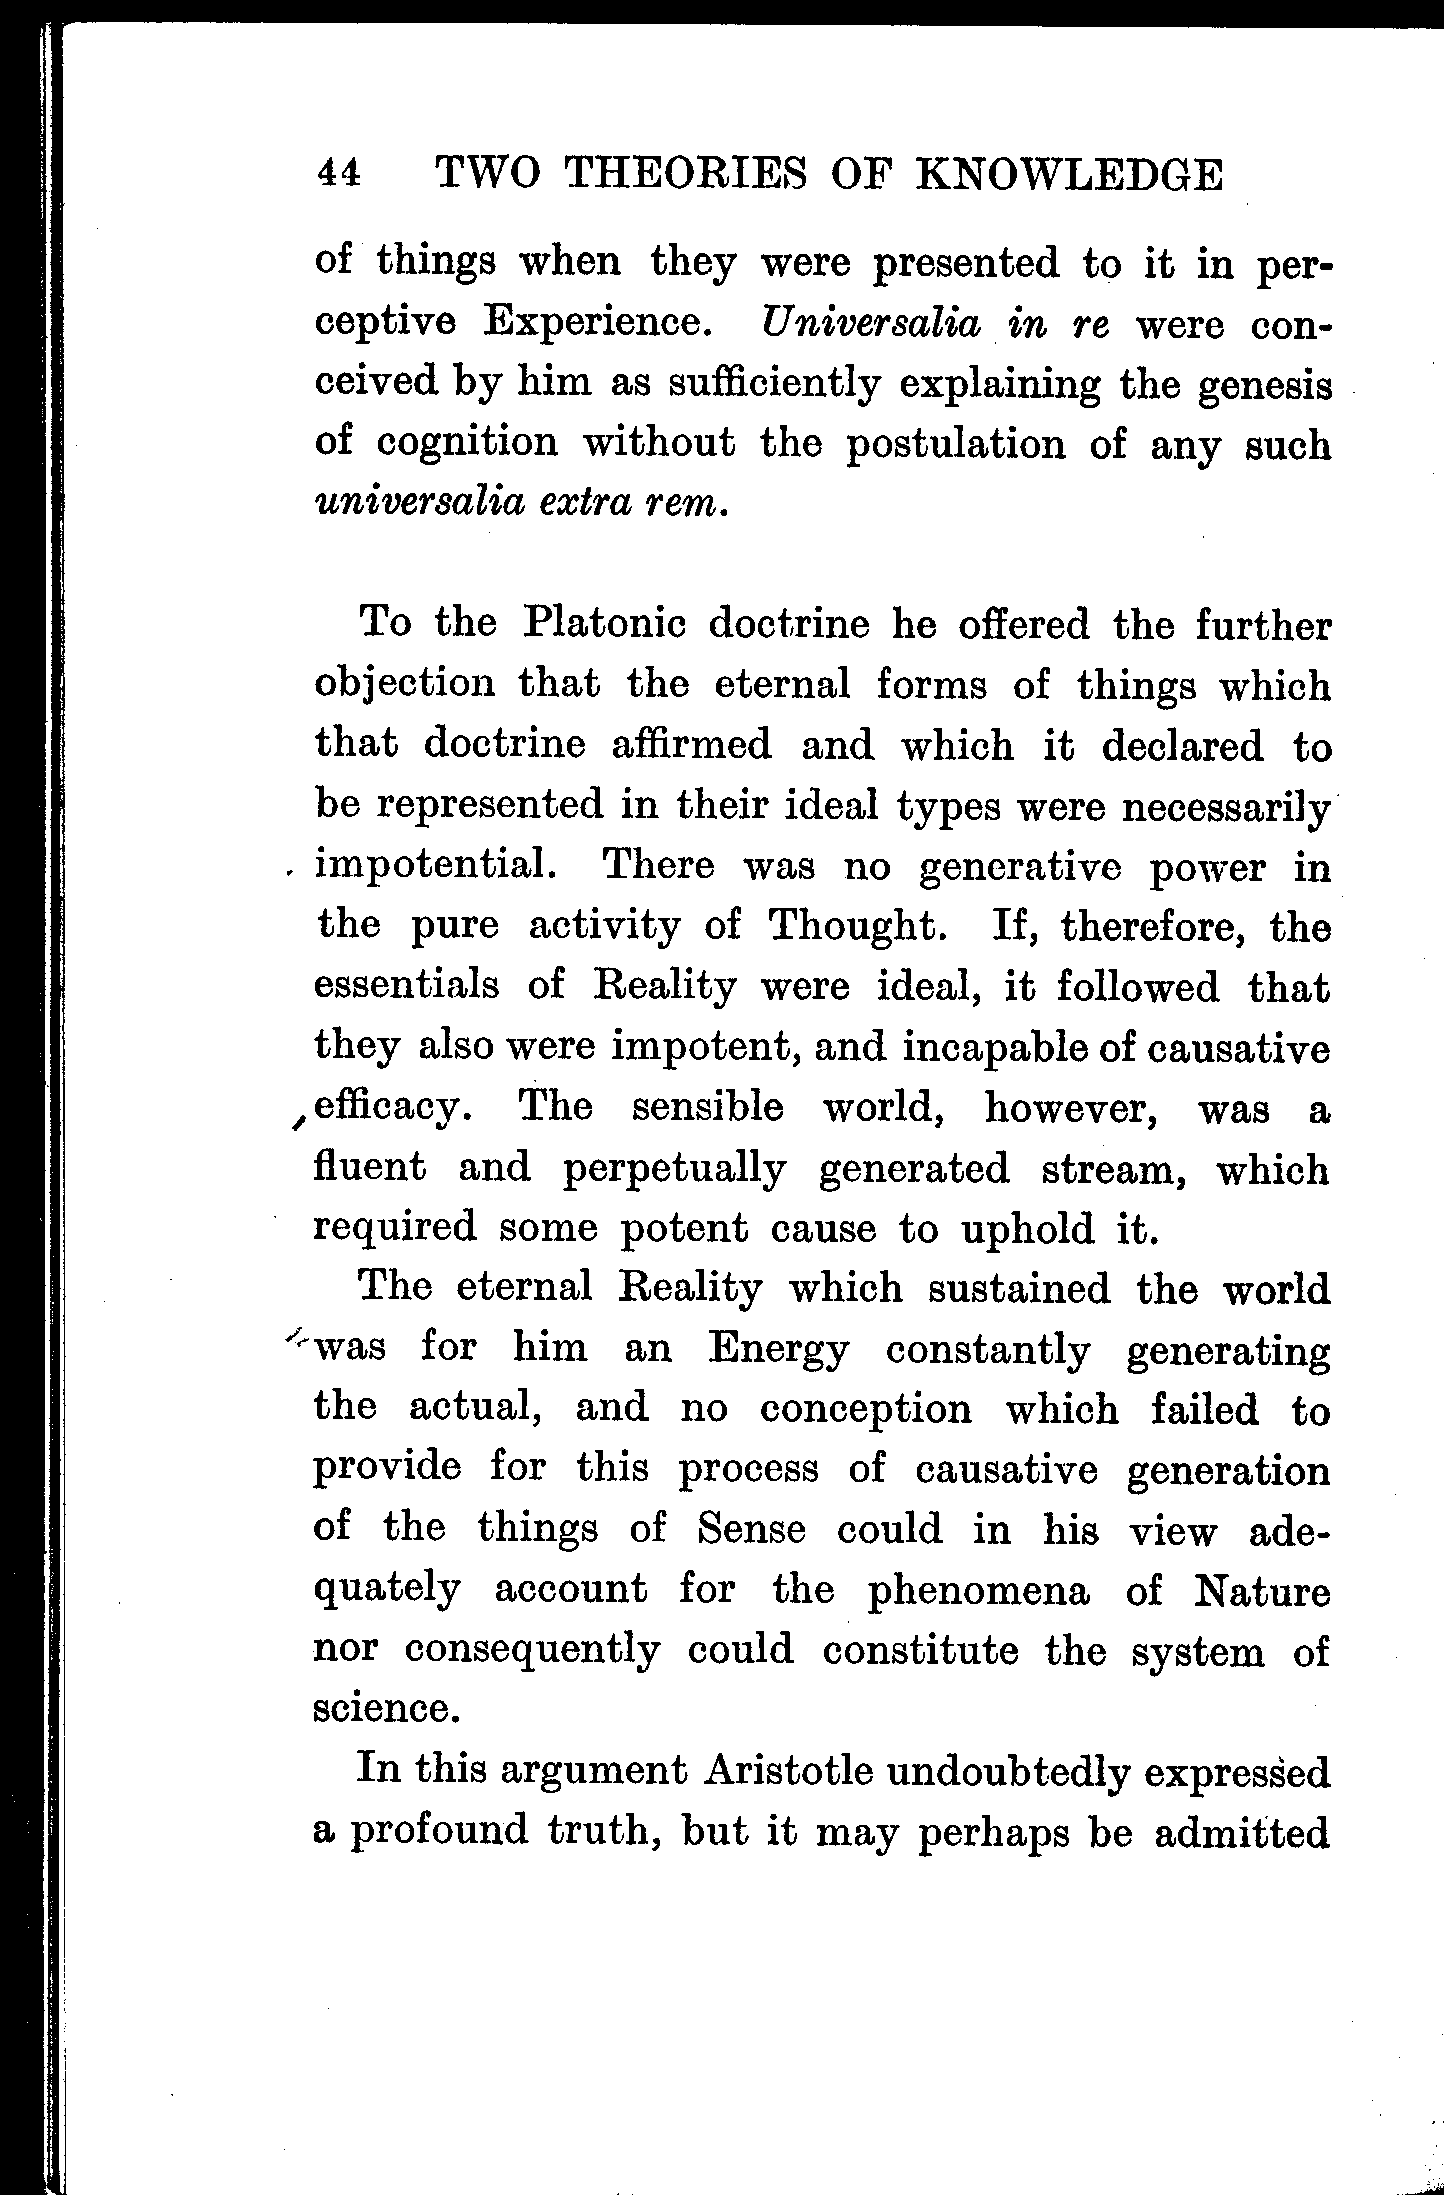 44 TWO THEORIES OF KNOWLEDGE
of things when they were presented to it in per-
ceptive Experience. Universalia in re were con-
ceived by him as sufficiently explaining the genesis
of cognition without the postulation of any such
universalia extra rem.
To the Platonic doctrine he offered the further
objection that the eternal forms of things which
that doctrine affirmed and which it declared to
be represented in their ideal types were necessarily
impotential. There was no generative power in
the pure activity of Thought. If, therefore, the
essentials of Reality were ideal, it followed that
they also were impotent, and incapable of causative
efficacy. The sensible world, however, was a
fluent and perpetually generated stream, which
required some potent cause to uphold it.
The eternal Reality which sustained the world
was for him an Energy constantly generating
the actual, and no conception which failed to
provide for this process of causative generation
of the things of Sense could in his view ade-
quately account for the phenomena of Nature
nor consequently could constitute the system of
science.
In this argument Aristotle undoubtedly expressed
a profound truth, but it may perhaps be admitted